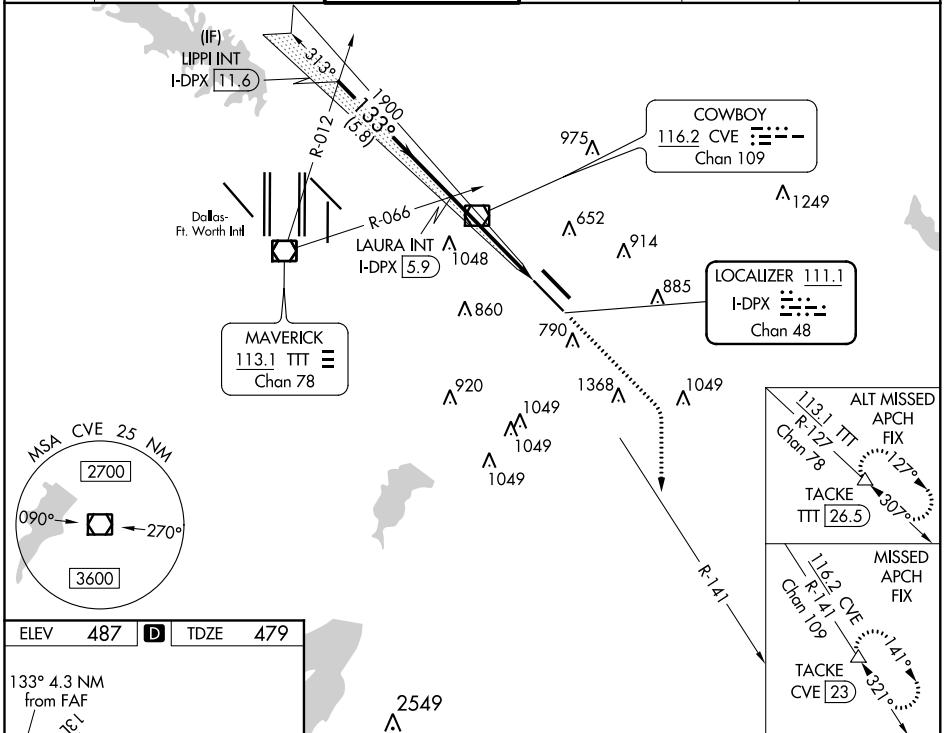 (IF)
LIPPI INT
I-DPX 11.6
313°
1900
133°
(5.8)
R-012
COWBOY
116.2 CVE
Chan 109
975
1249
Dallas-
Ft. Worth Intl
R-066
LAURA INT
I-DPX 5.9
1048
652
914
885
LOCALIZER 111.1
I-DPX
Chan 48
860
790
MAVERICK
113.1 TTT
Chan 78
920
1368
1049
1049
1049
1049
MSA CVE 25 NM
2700
090°
270°
3600
R-141
ALT MISSED
APCH
FIX
113.1 TTT
R-127
Chan 78
127°
307°
TACKE
TTT 26.5
MISSED
APCH
FIX
116.2 CVE
R-141
Chan 109
141°
321°
TACKE
CVE 23
ELEV 487 D TDZE 479
133° 4.3 NM
from FAF
13L
2549